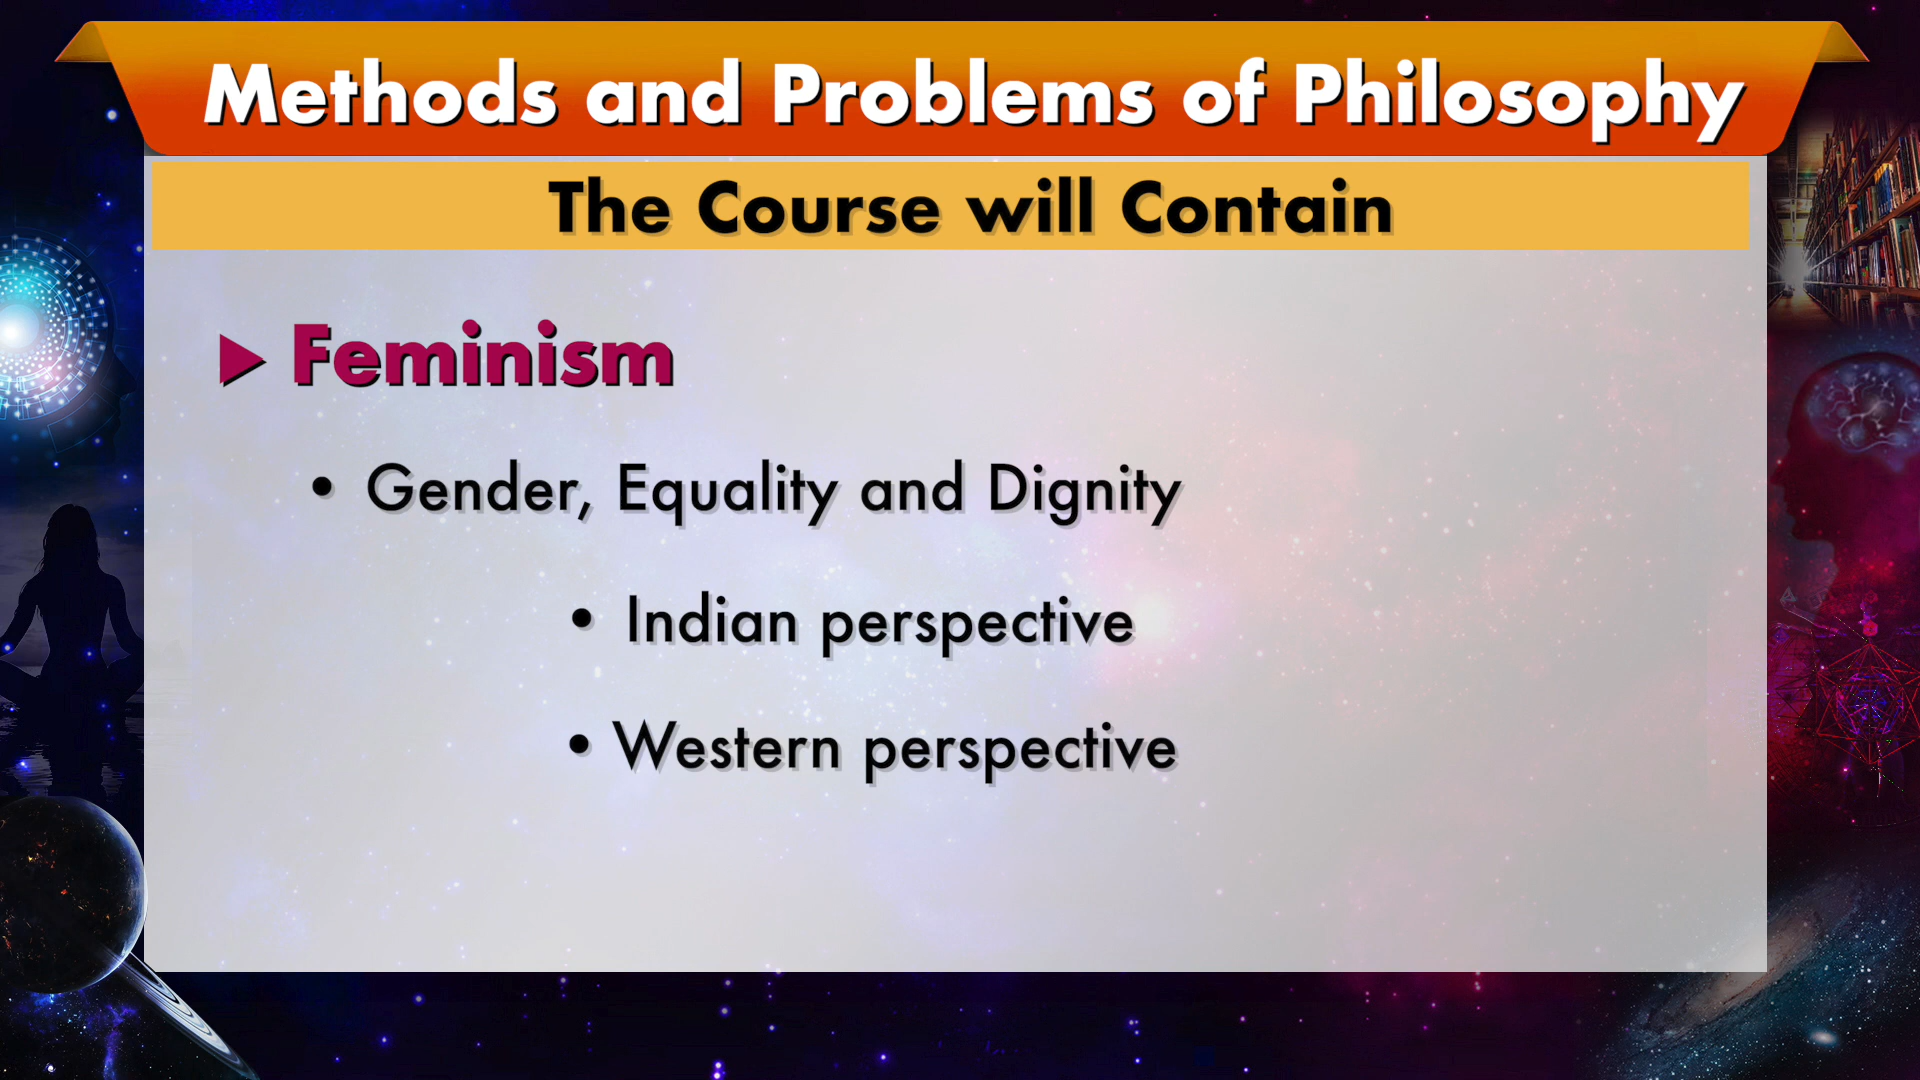 Methods and Problems of Philosophy
The Course will Contain
▶ Feminism
• Gender, Equality and Dignity
• Indian perspective
• Western perspective